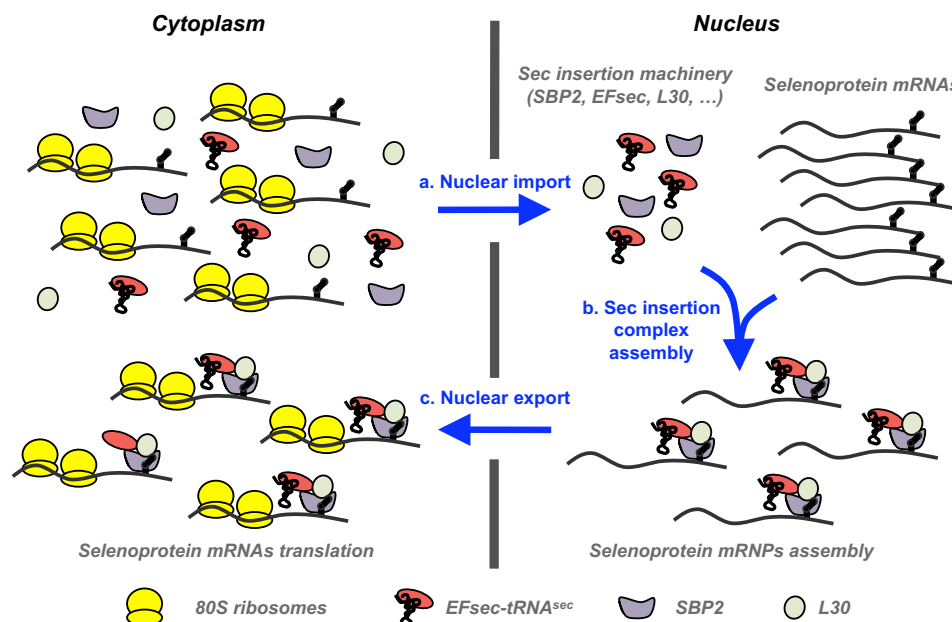 Cytoplasm
Nucleus
Sec insertion machinery
(SBP2, EFsec, L30, …)
Selenoprotein mRNAs
a. Nuclear import
b. Sec insertion
complex
assembly
c. Nuclear export
Selenoprotein mRNAs translation
Selenoprotein mRNPs assembly
80S ribosomes
EFsec-tRNAsec
SBP2
L30